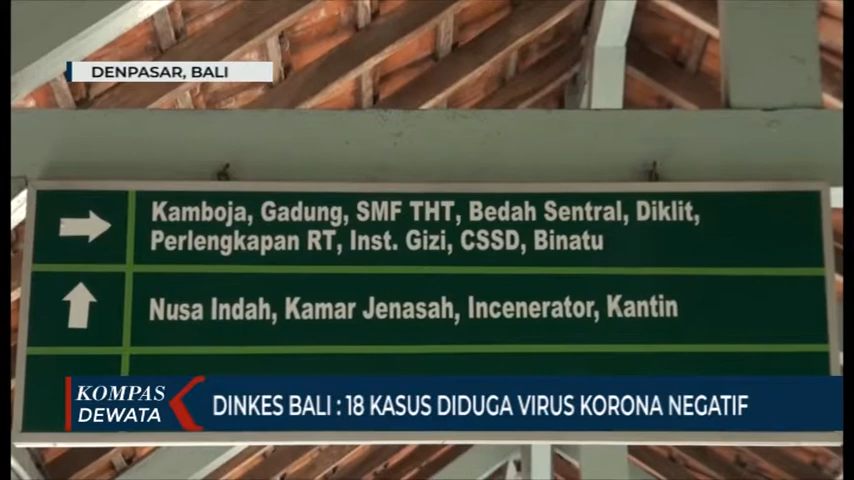 DENPASAR, BALI
Kamboja, Gadung, SMF THT, Bedah Sentral, Diklit,
Perlengkapan RT, Inst. Gizi, CSSD, Binatu
Nusa Indah, Kamar Jenasah, Incenerator, Kantin
KOMPAS
DEWATA
DINKES BALI : 18 KASUS DIDUGA VIRUS KORONA NEGATIF